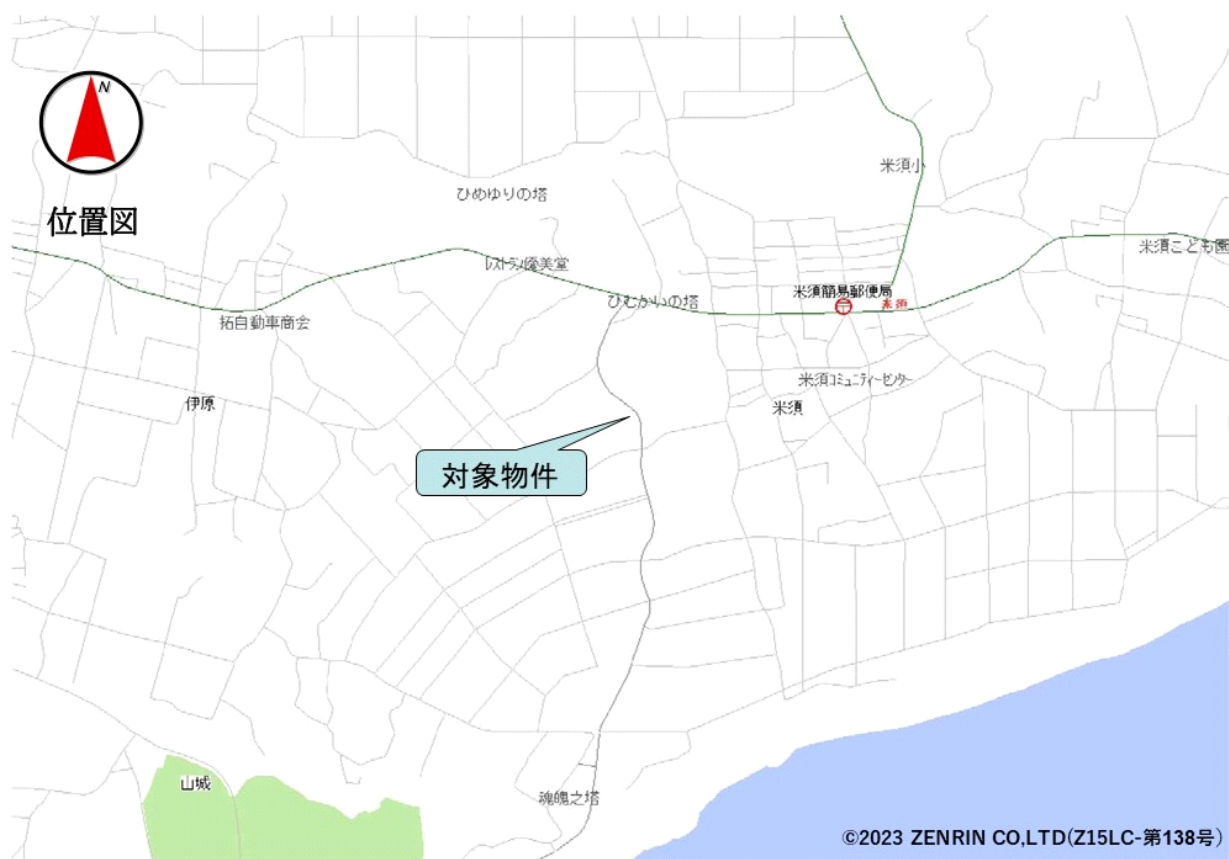 N
位置図
米須小
ひめゆりの塔
米須こども園
レストラン優美堂
米須簡易郵便局
ひむかいの塔
米須
拓自動車商会
米須コミュニティーセンター
伊原
米須
対象物件
山城
魂魄之塔
©2023 ZENRIN CO,LTD(Z15LC-第138号)